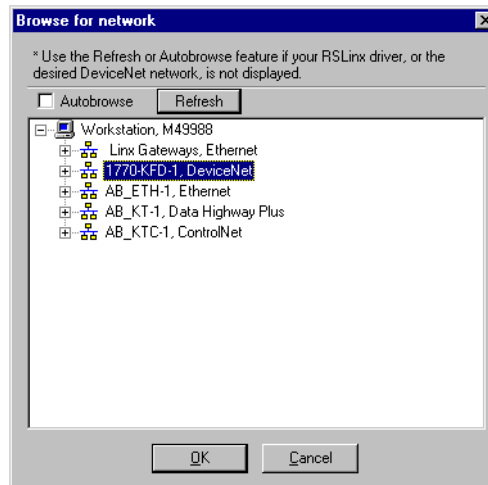 Browse for network
* Use the Refresh or Autobrowse feature if your RSLinx driver, or the
desired DeviceNet network, is not displayed.
Autobrowse Refresh
Workstation, M49988
Linx Gateways, Ethernet
1770-KFD-1, DeviceNet
AB_ETH-1, Ethernet
AB_KT-1, Data Highway Plus
AB_KTC-1, ControlNet
OK Cancel